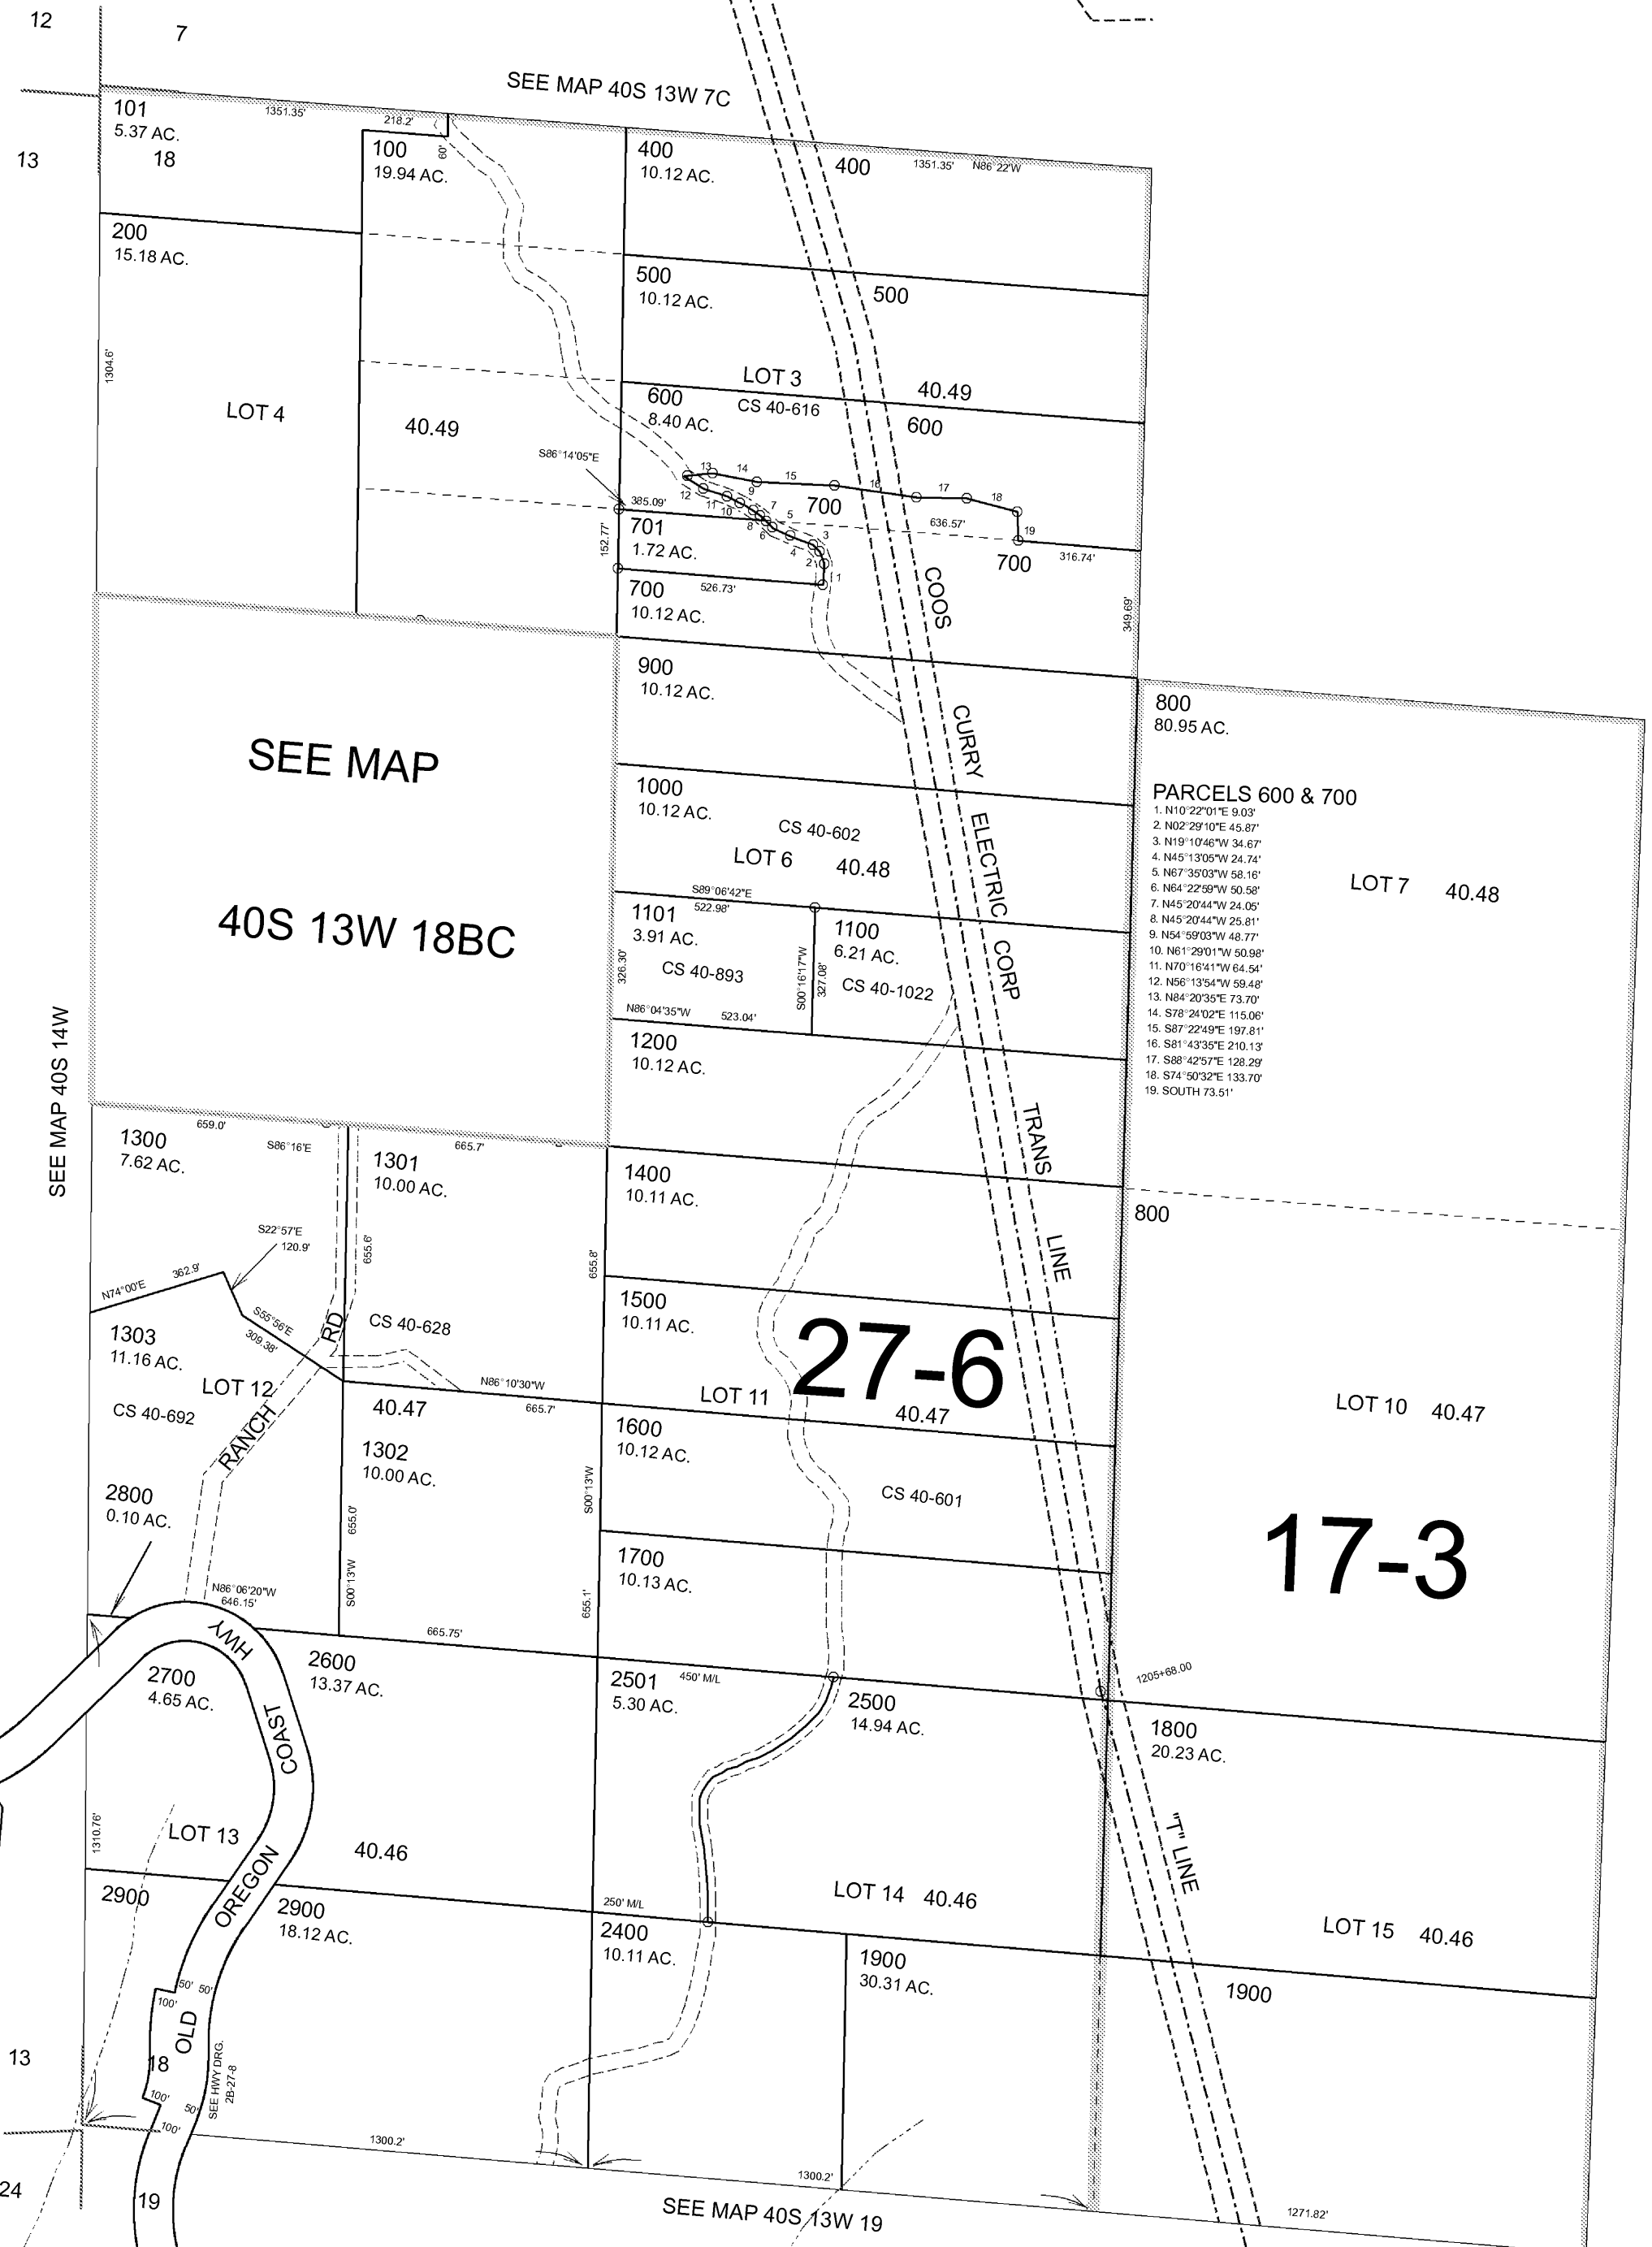 12
7
SEE MAP 40S 13W 7C
13
18
101
5.37 AC.
1351.35'
218.2'
60'
100
19.94 AC.
400
10.12 AC.
400
1351.35'
N86°22'W
200
15.18 AC.
500
10.12 AC.
500
1304.6'
LOT 4
40.49
LOT 3
40.49
600
8.40 AC.
CS 40-616
600
S86°14'05"E
13
14
15
16
17
18
19
12
11
10
9
8
7
6
5
4
3
2
1
385.09'
700
636.57'
701
1.72 AC.
152.77'
700
316.74'
526.73'
700
10.12 AC.
349.69'
COOS
CURRY
ELECTRIC
CORP
TRANS
LINE
900
10.12 AC.
800
80.95 AC.
SEE MAP
40S 13W 18BC
1000
10.12 AC.
CS 40-602
LOT 6
40.48
PARCELS 600 & 700
1. N10°22"01"E 9.03'
2. N02°29'10"E 45.87'
3. N19°10'46"W 34.67'
4. N45°13'05"W 24.74'
5. N67°35'03"W 58.16'
6. N64°22'59"W 50.58'
7. N45°20'44"W 24.05'
8. N45°20'44"W 25.81'
9. N54°59'03"W 48.77'
10. N61°29'01"W 50.98'
11. N70°16'41"W 64.54'
12. N56°13'54"W 59.48'
13. N84°20'35"E 73.70'
14. S78°24'02"E 115.06'
15. S87°22'49"E 197.81'
16. S81°43'35"E 210.13'
17. S88°42'57"E 128.29'
18. S74°50'32"E 133.70'
19. SOUTH 73.51'
LOT 7
40.48
S89°06'42"E
522.98'
1101
3.91 AC.
CS 40-893
326.30'
S00°16'17"W
327.08'
1100
6.21 AC.
CS 40-1022
N86°04'35"W
523.04'
1200
10.12 AC.
SEE MAP 40S 14W
659.0'
S86°16'E
665.7'
1300
7.62 AC.
1301
10.00 AC.
1400
10.11 AC.
800
S22°57'E
120.9'
655.6'
655.8'
N74°00'E
362.9'
S55°56'E
309.38'
RD
CS 40-628
1500
10.11 AC.
27-6
1303
11.16 AC.
LOT 12
CS 40-692
RANCH
N86°10'30"W
665.7'
40.47
LOT 11
40.47
LOT 10
40.47
1302
10.00 AC.
1600
10.12 AC.
CS 40-601
S00°13'W
17-3
2800
0.10 AC.
655.0'
S00°13'W
1700
10.13 AC.
655.1'
N86°06'20"W
646.15'
HWY
COAST
OREGON
OLD
665.75'
2700
4.65 AC.
2600
13.37 AC.
2501
5.30 AC.
450' M/L
2500
14.94 AC.
1205+68.00
1800
20.23 AC.
1310.76'
LOT 13
40.46
"T" LINE
250' M/L
LOT 14
40.46
LOT 15
40.46
2900
2900
18.12 AC.
2400
10.11 AC.
1900
30.31 AC.
1900
50'
50'
100'
13
18
SEE HWY DRG.
2B-27-8
100'
50'
100'
1300.2'
1300.2'
24
19
SEE MAP 40S 13W 19
1271.82'